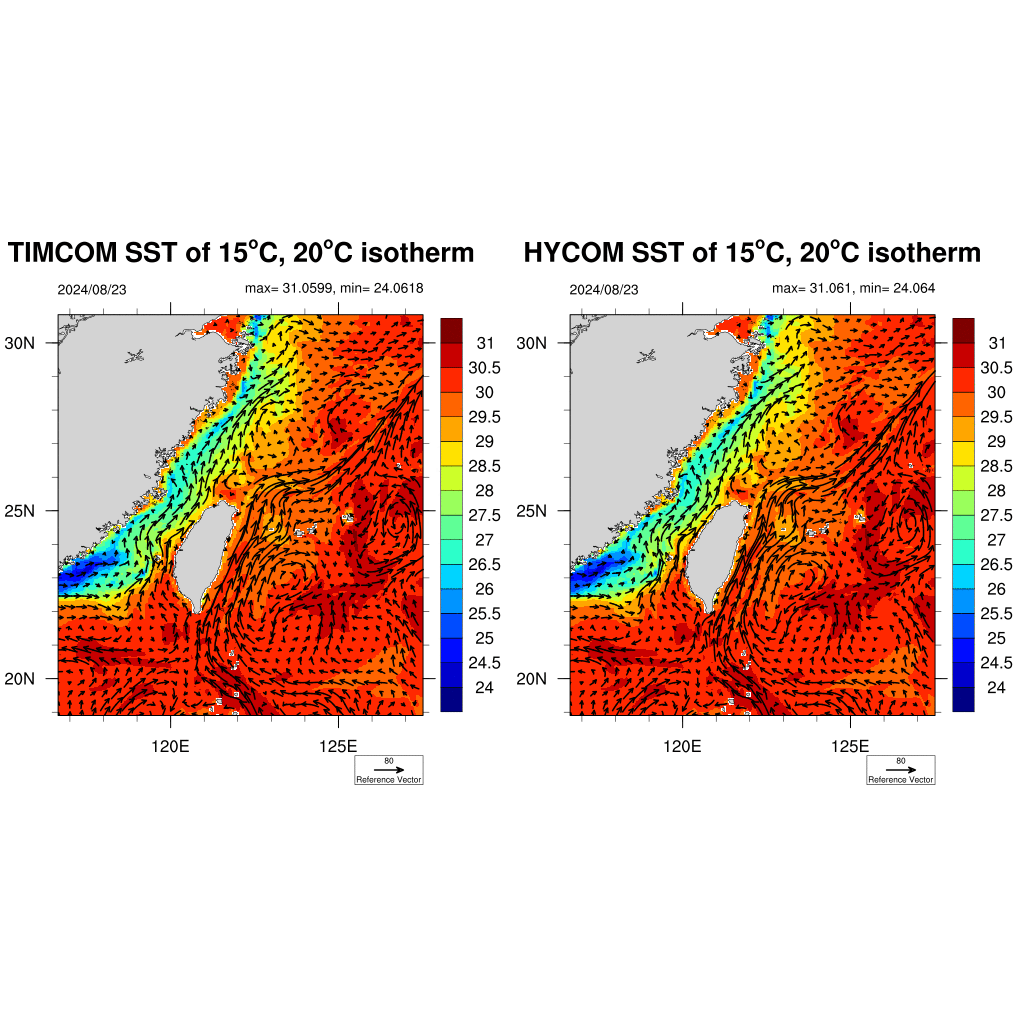 TIMCOM SST of 15°C, 20°C isotherm
2024/08/23
max= 31.0599, min= 24.0618
30N
25N
20N
120E
125E
31
30.5
30
29.5
29
28.5
28
27.5
27
26.5
26
25.5
25
24.5
24
80
Reference Vector
HYCOM SST of 15°C, 20°C isotherm
2024/08/23
max= 31.061, min= 24.064
30N
25N
20N
120E
125E
31
30.5
30
29.5
29
28.5
28
27.5
27
26.5
26
25.5
25
24.5
24
80
Reference Vector